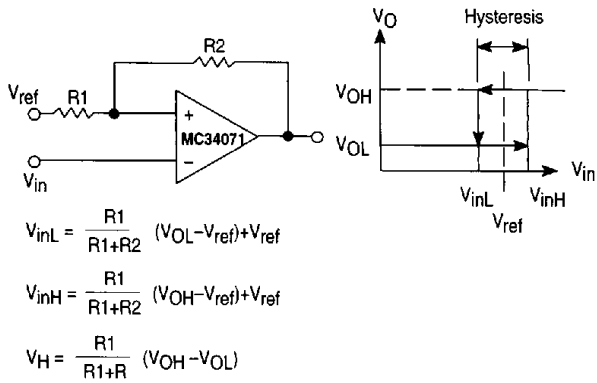 Vref R1 R2
+
MC34071
−
Vin
VO
Hysteresis
VOH
VOL
Vin
VinL VinH
Vref
VinL = R1 / R1+R2 (VOL−Vref)+Vref
VinH = R1 / R1+R2 (VOH−Vref)+Vref
VH = R1 / R1+R (VOH −VOL)